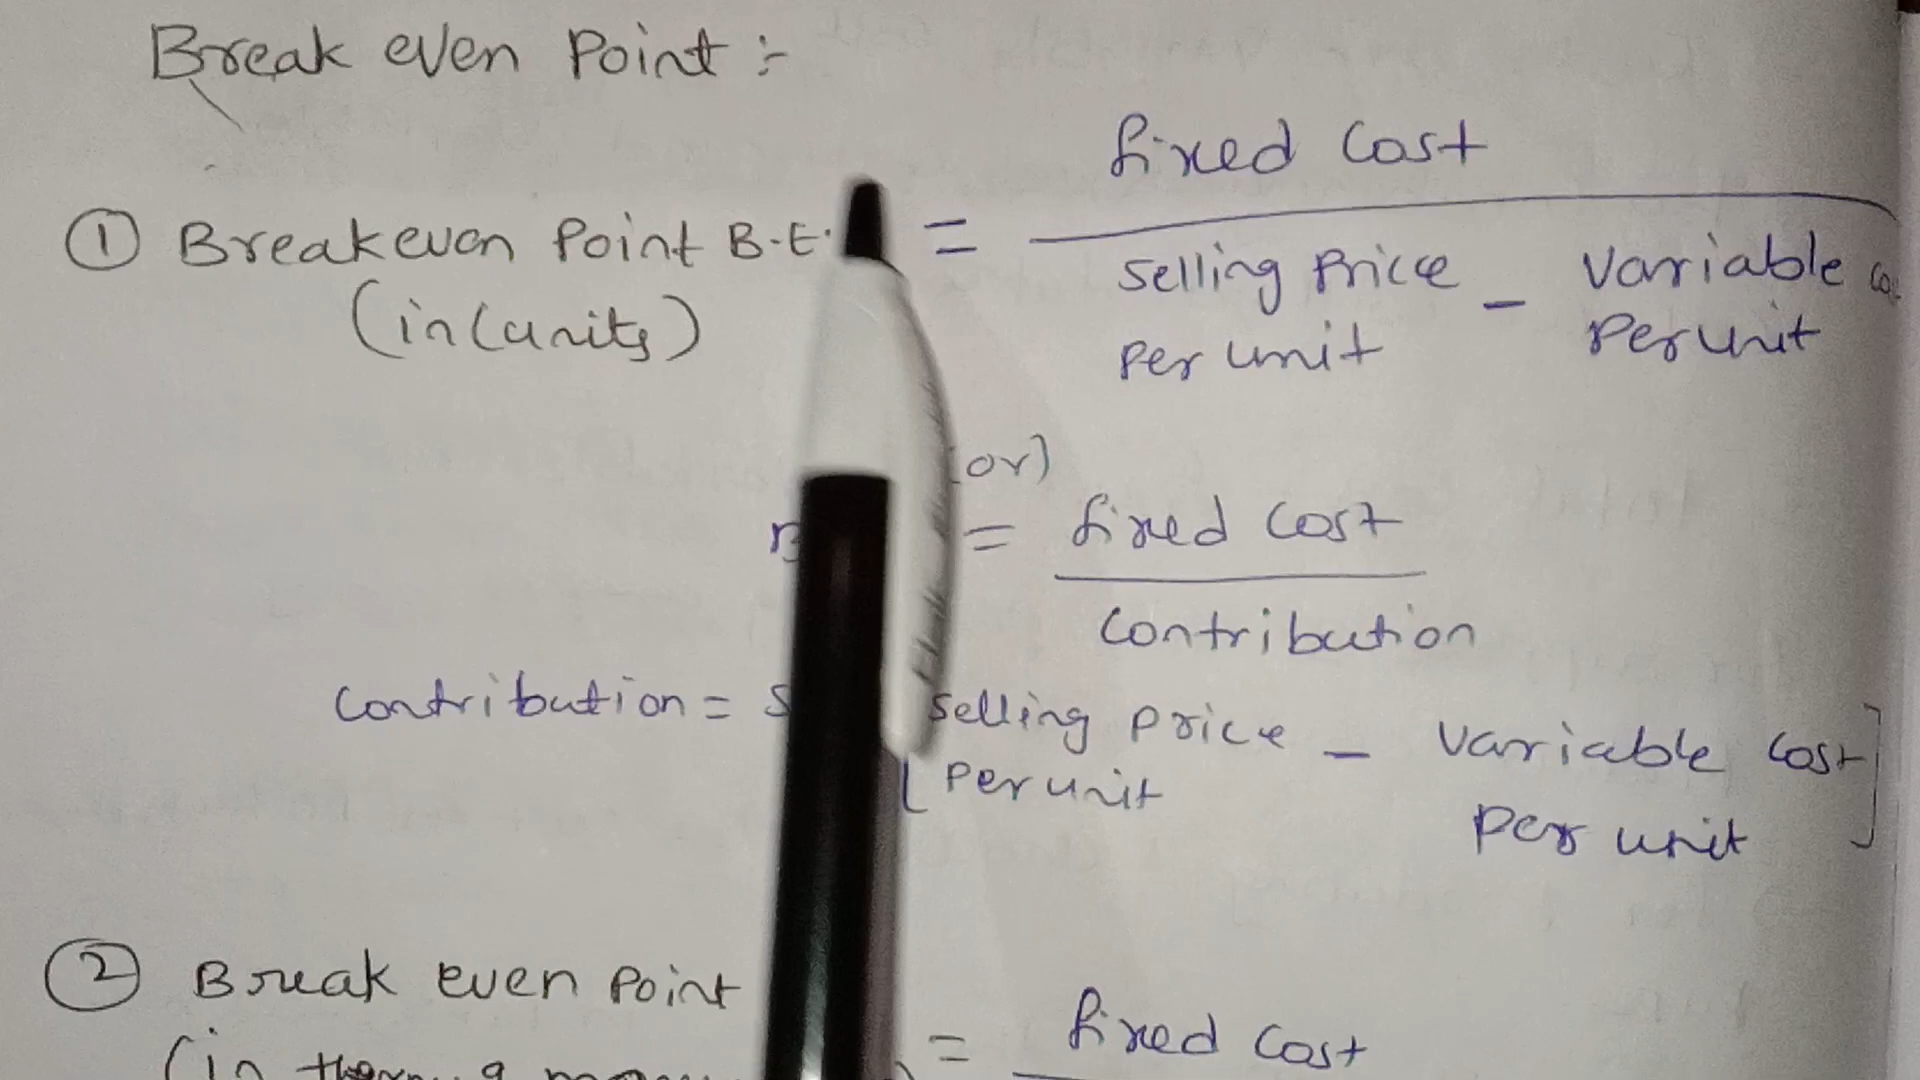 Break even Point :-
fixed Cost
① Breakeven Point B.E. =
Selling Price - Variable
(in (units)
per unit Per unit
(or)
= fixed Cost
Contribution
Contribution = S selling price - Variable Cost]
[ Per unit Per unit
② Break even Point
= fixed Cost
(in